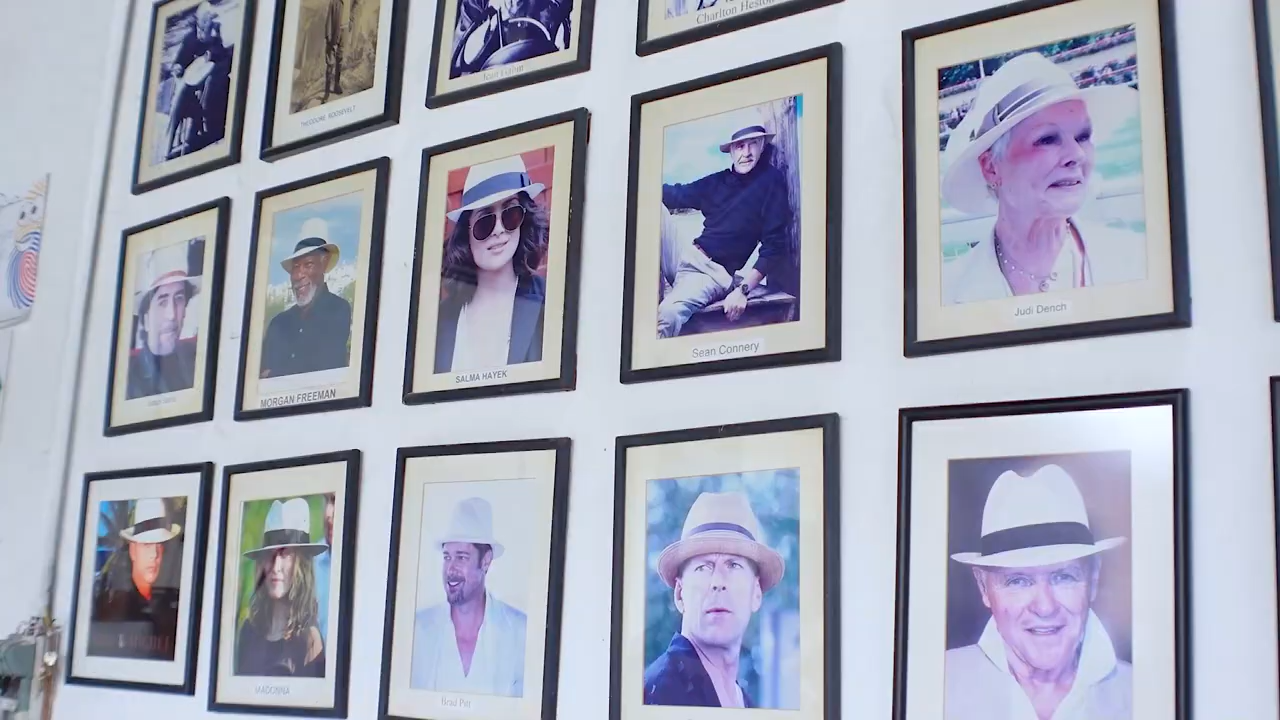 Charlton Heston
THEODORE ROOSEVELT
Judi Dench
Sean Connery
SALMA HAYEK
MORGAN FREEMAN
MADONNA
Brad Pitt